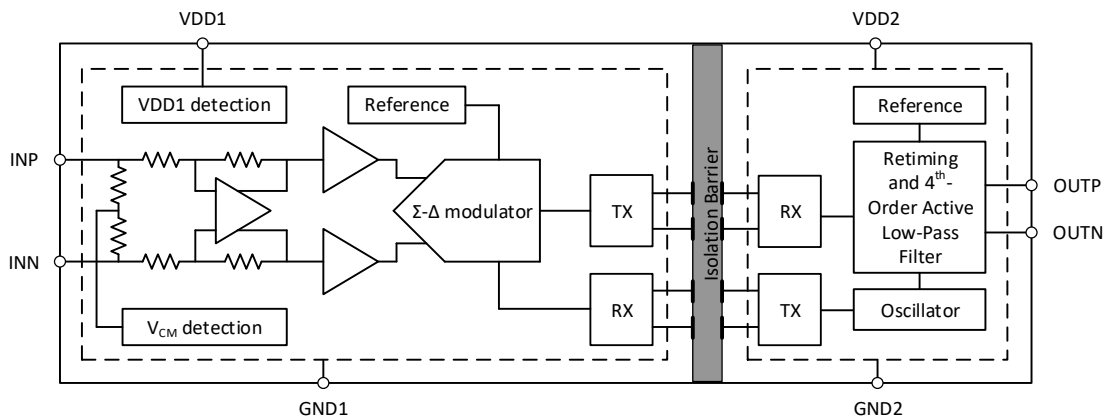 VDD1
VDD2
VDD1 detection
Reference
Reference
INP
INN
Σ-Δ modulator
TX
RX
Isolation Barrier
RX
TX
Retiming
and 4th-
Order Active
Low-Pass
Filter
OUTP
OUTN
Oscillator
VCM detection
GND1
GND2